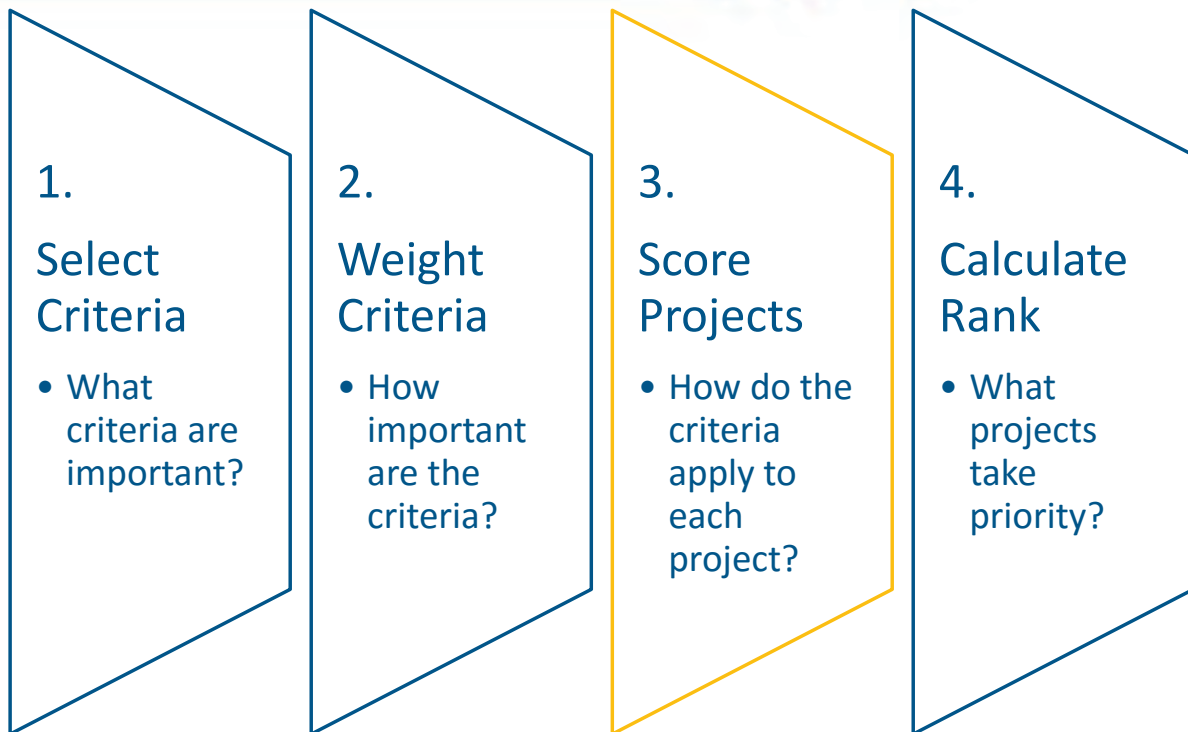 1.
Select
Criteria
• What
criteria are
important?
2.
Weight
Criteria
• How
important
are the
criteria?
3.
Score
Projects
• How do the
criteria
apply to
each
project?
4.
Calculate
Rank
• What
projects
take
priority?